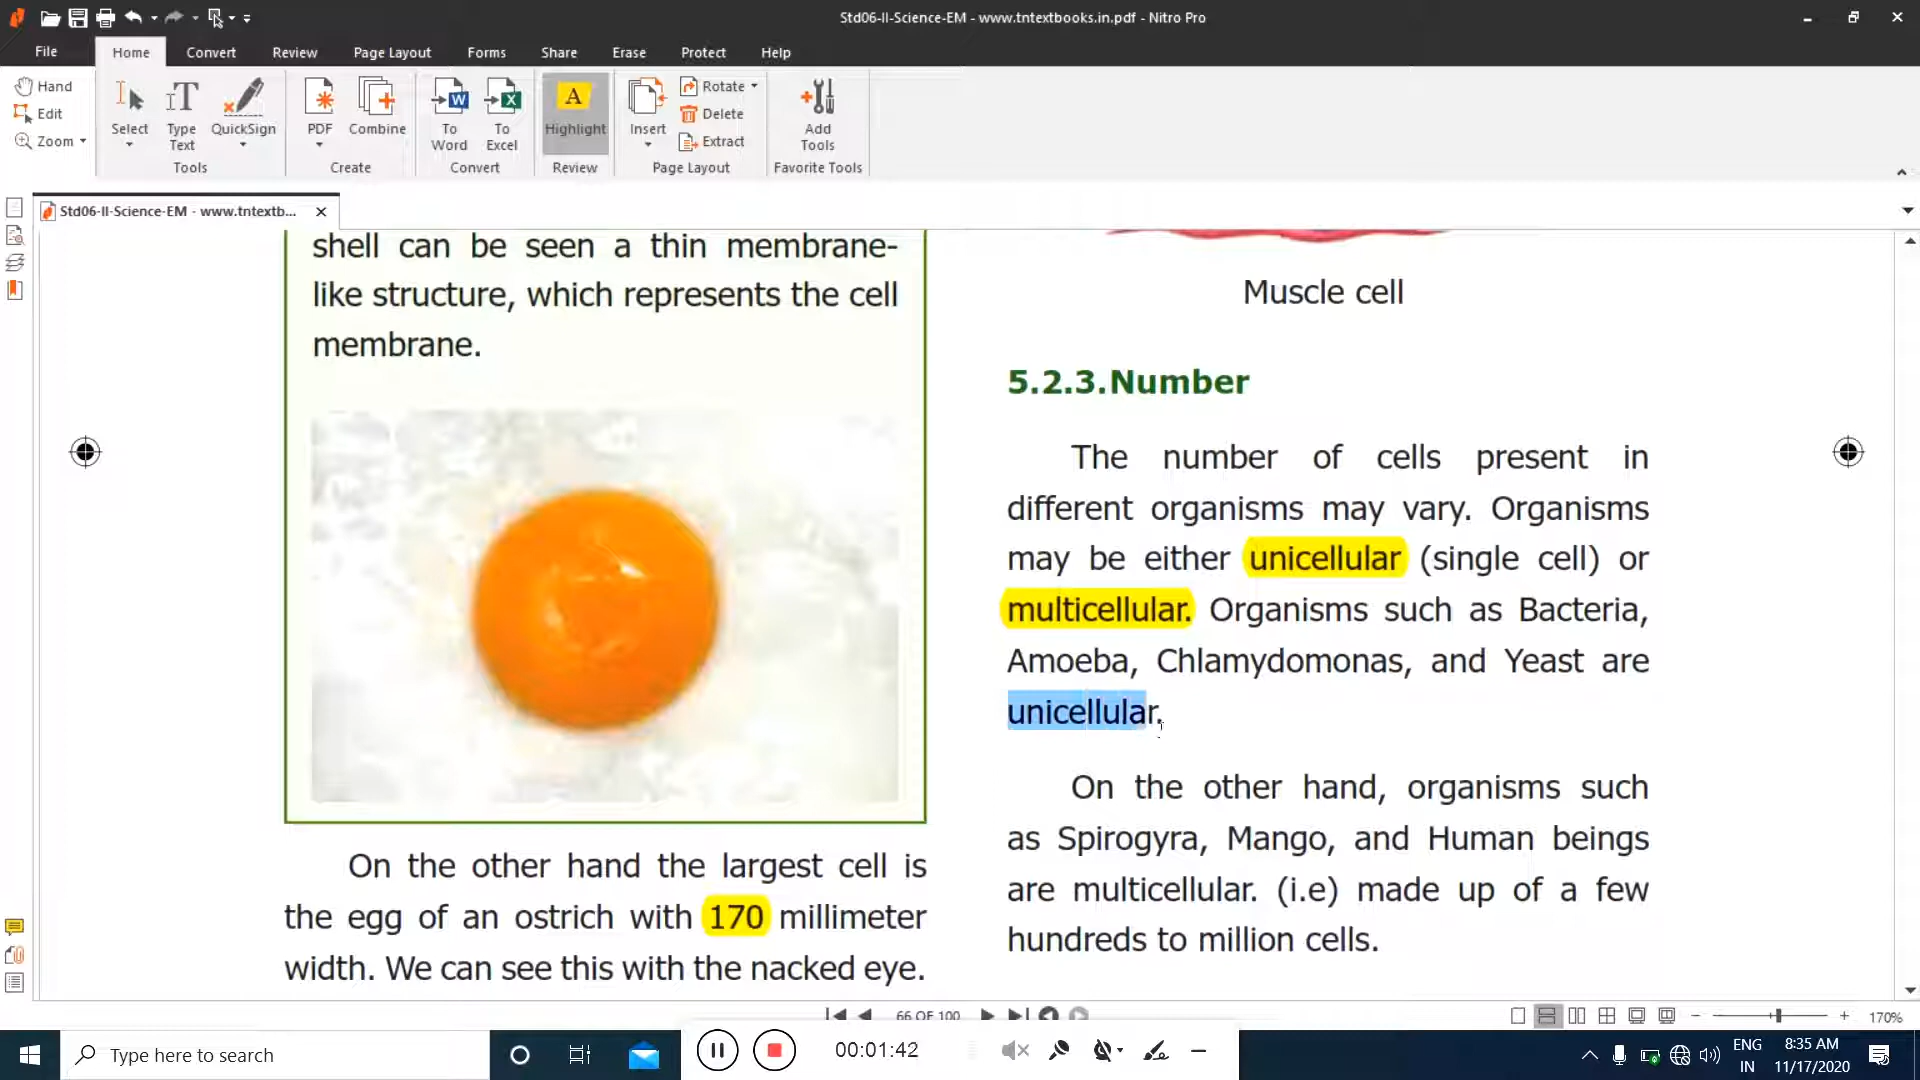 Std06-II-Science-EM - www.tntextbooks.in.pdf - Nitro Pro
File Home Convert Review Page Layout Forms Share Erase Protect Help
Hand
Edit
Zoom
Select
Type Text
QuickSign
Tools
PDF
Combine
Create
To Word
To Excel
Convert
Highlight
Review
Insert
Rotate
Delete
Extract
Page Layout
Add Tools
Favorite Tools
Std06-II-Science-EM - www.tntextb...
shell can be seen a thin membrane-
like structure, which represents the cell
membrane.
On the other hand the largest cell is
the egg of an ostrich with 170 millimeter
width. We can see this with the nacked eye.
Muscle cell
5.2.3.Number
The number of cells present in
different organisms may vary. Organisms
may be either unicellular (single cell) or
multicellular. Organisms such as Bacteria,
Amoeba, Chlamydomonas, and Yeast are
unicellular.
On the other hand, organisms such
as Spirogyra, Mango, and Human beings
are multicellular. (i.e) made up of a few
hundreds to million cells.
66 OF 100
170%
Type here to search
00:01:42
ENG
IN
8:35 AM
11/17/2020